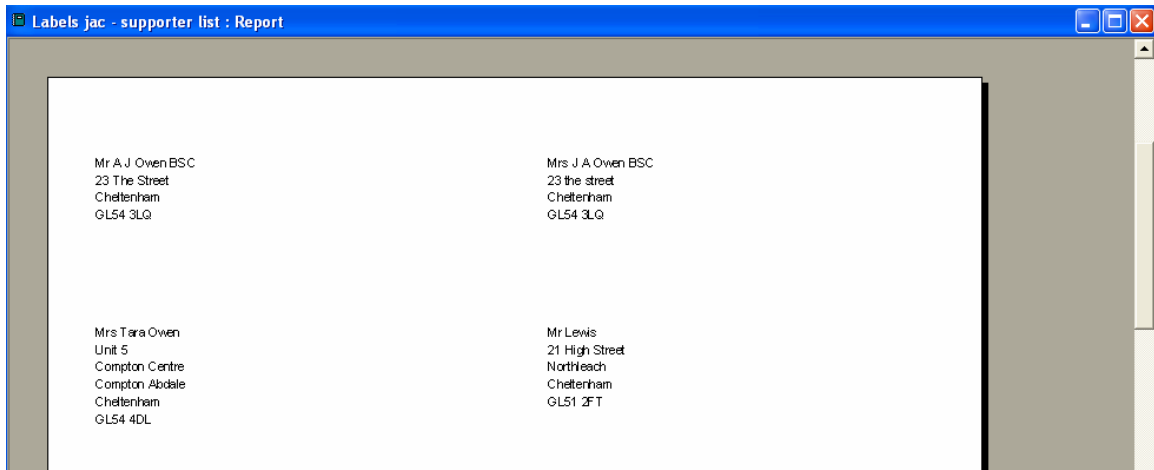 Labels jac - supporter list : Report
Mr A J Owen BSC
23 The Street
Cheltenham
GL54 3LQ
Mrs J A Owen BSC
23 the street
Cheltenham
GL54 3LQ
Mrs Tara Owen
Unit 5
Compton Centre
Compton Abdale
Cheltenham
GL54 4DL
Mr Lewis
21 High Street
Northleach
Cheltenham
GL51 2FT